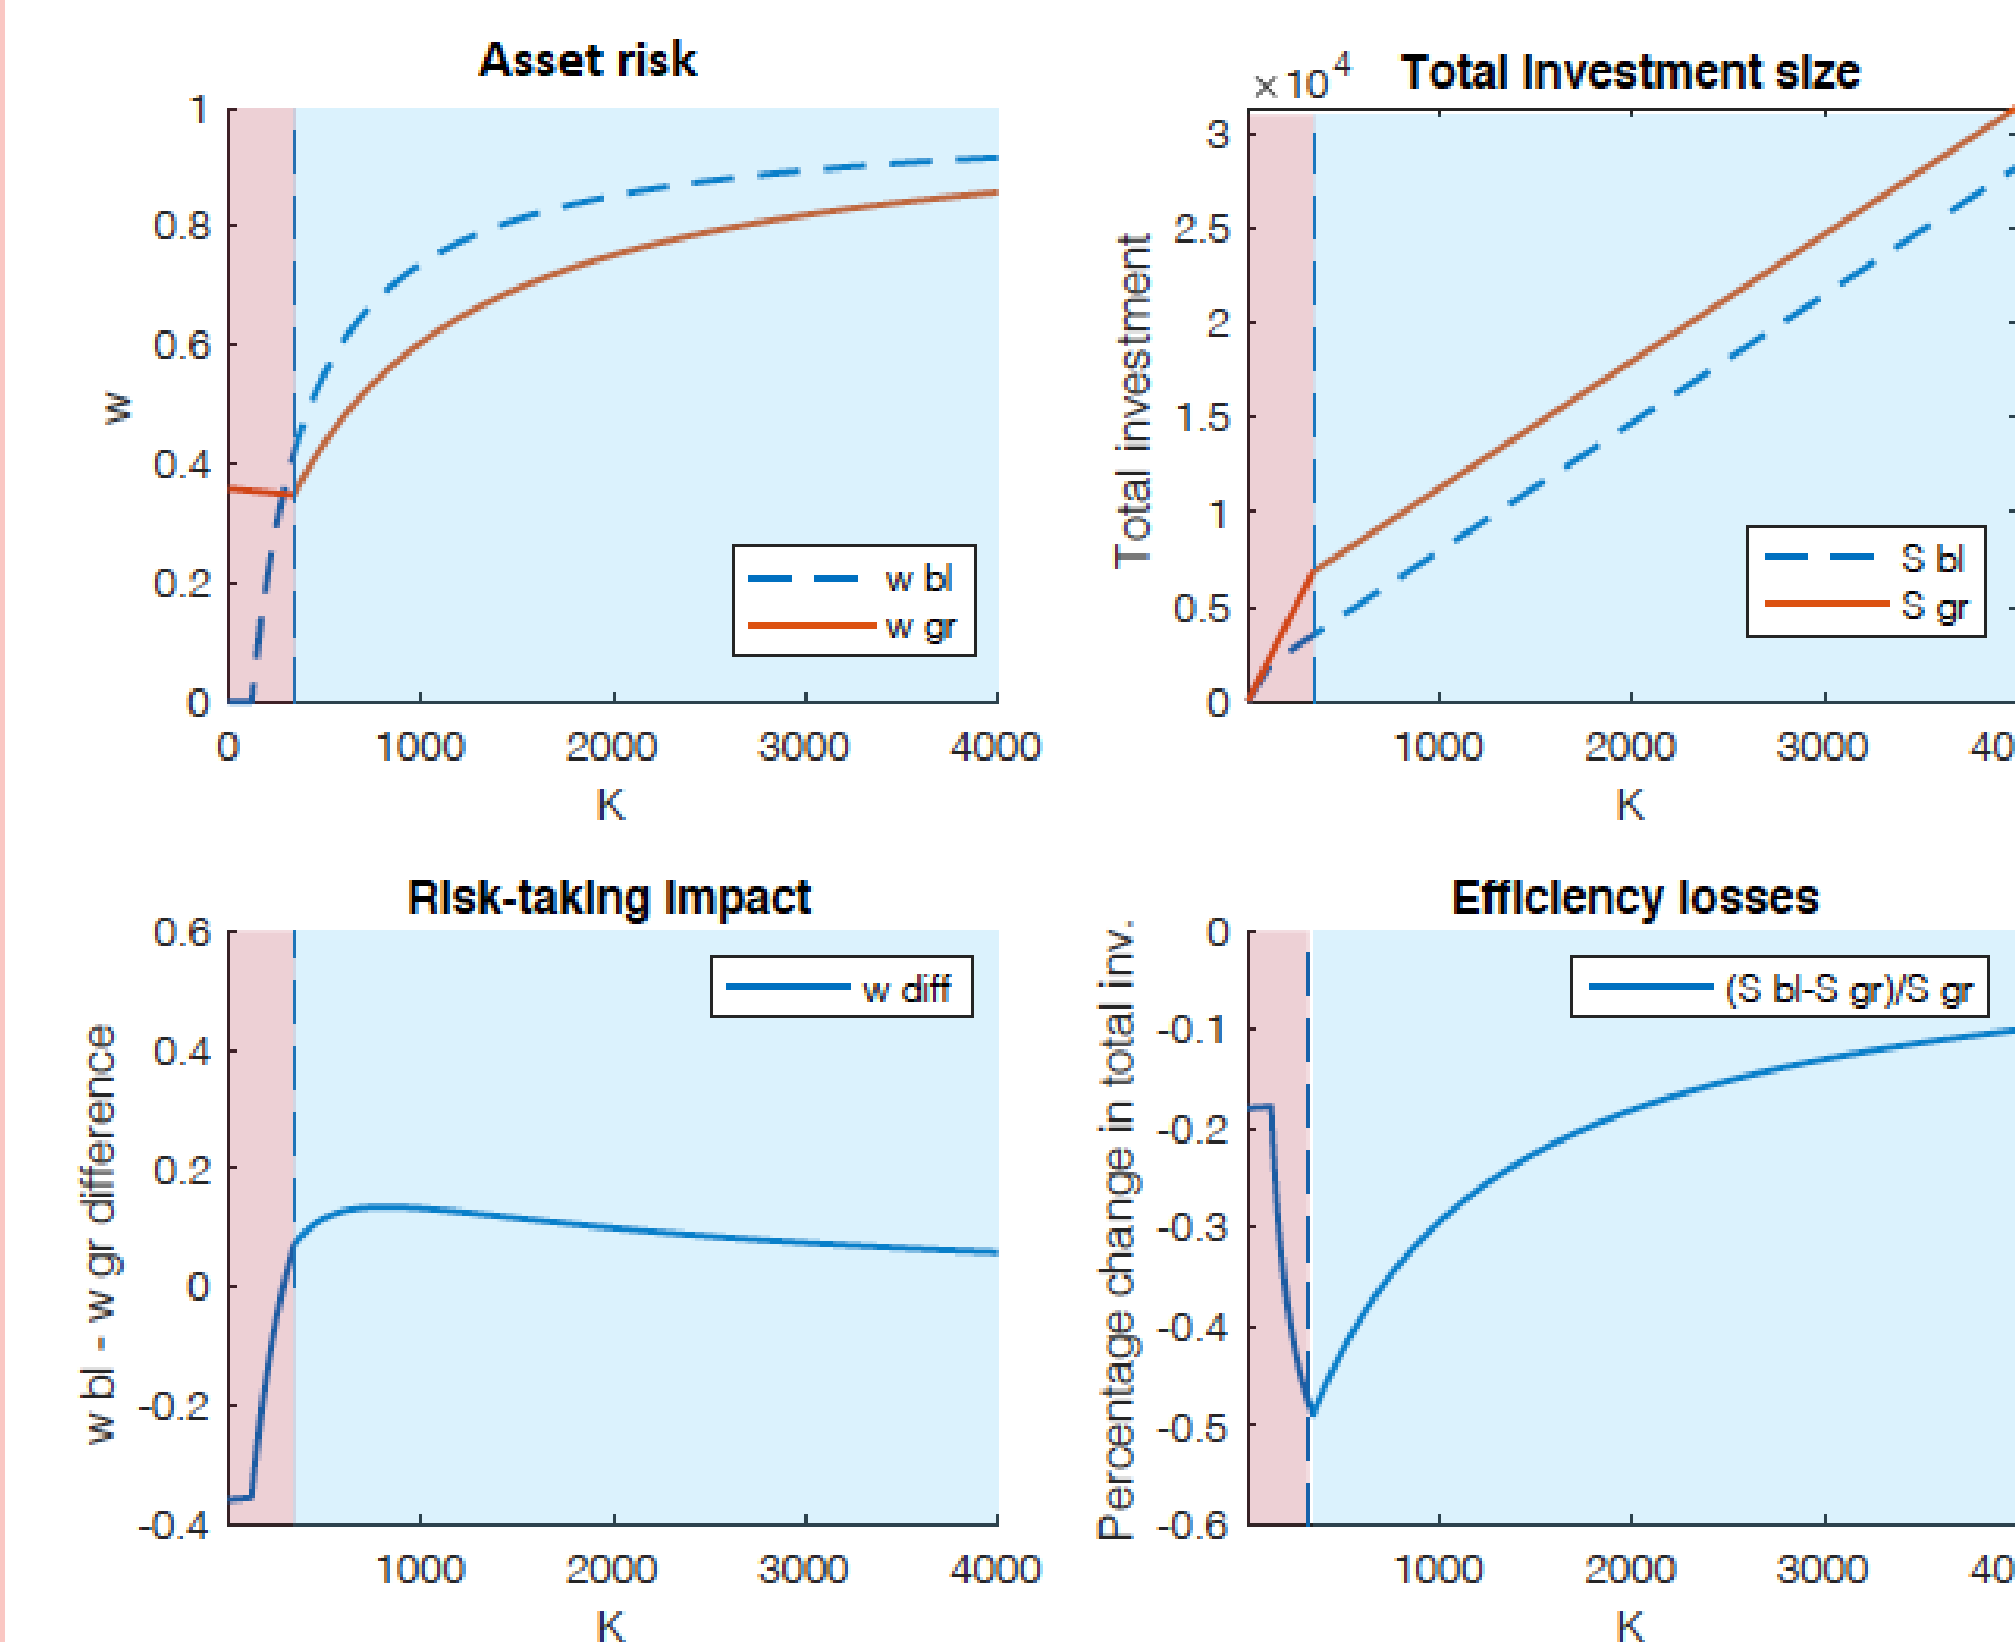 Asset risk
1
0.8
0.6
0.4
0.2
0
w
w bl
w gr
0 1000 2000 3000 4000
K
×10^4 Total investment size
3
2.5
2
1.5
1
0.5
0
Total investment
S bl
S gr
1000 2000 3000 40
K
Risk-taking impact
0.6
0.4
0.2
0
-0.2
-0.4
w bl - w gr difference
w diff
1000 2000 3000 4000
K
Efficiency losses
0
-0.1
-0.2
-0.3
-0.4
-0.5
-0.6
Percentage change in total inv.
(S bl-S gr)/S gr
1000 2000 3000 40
K